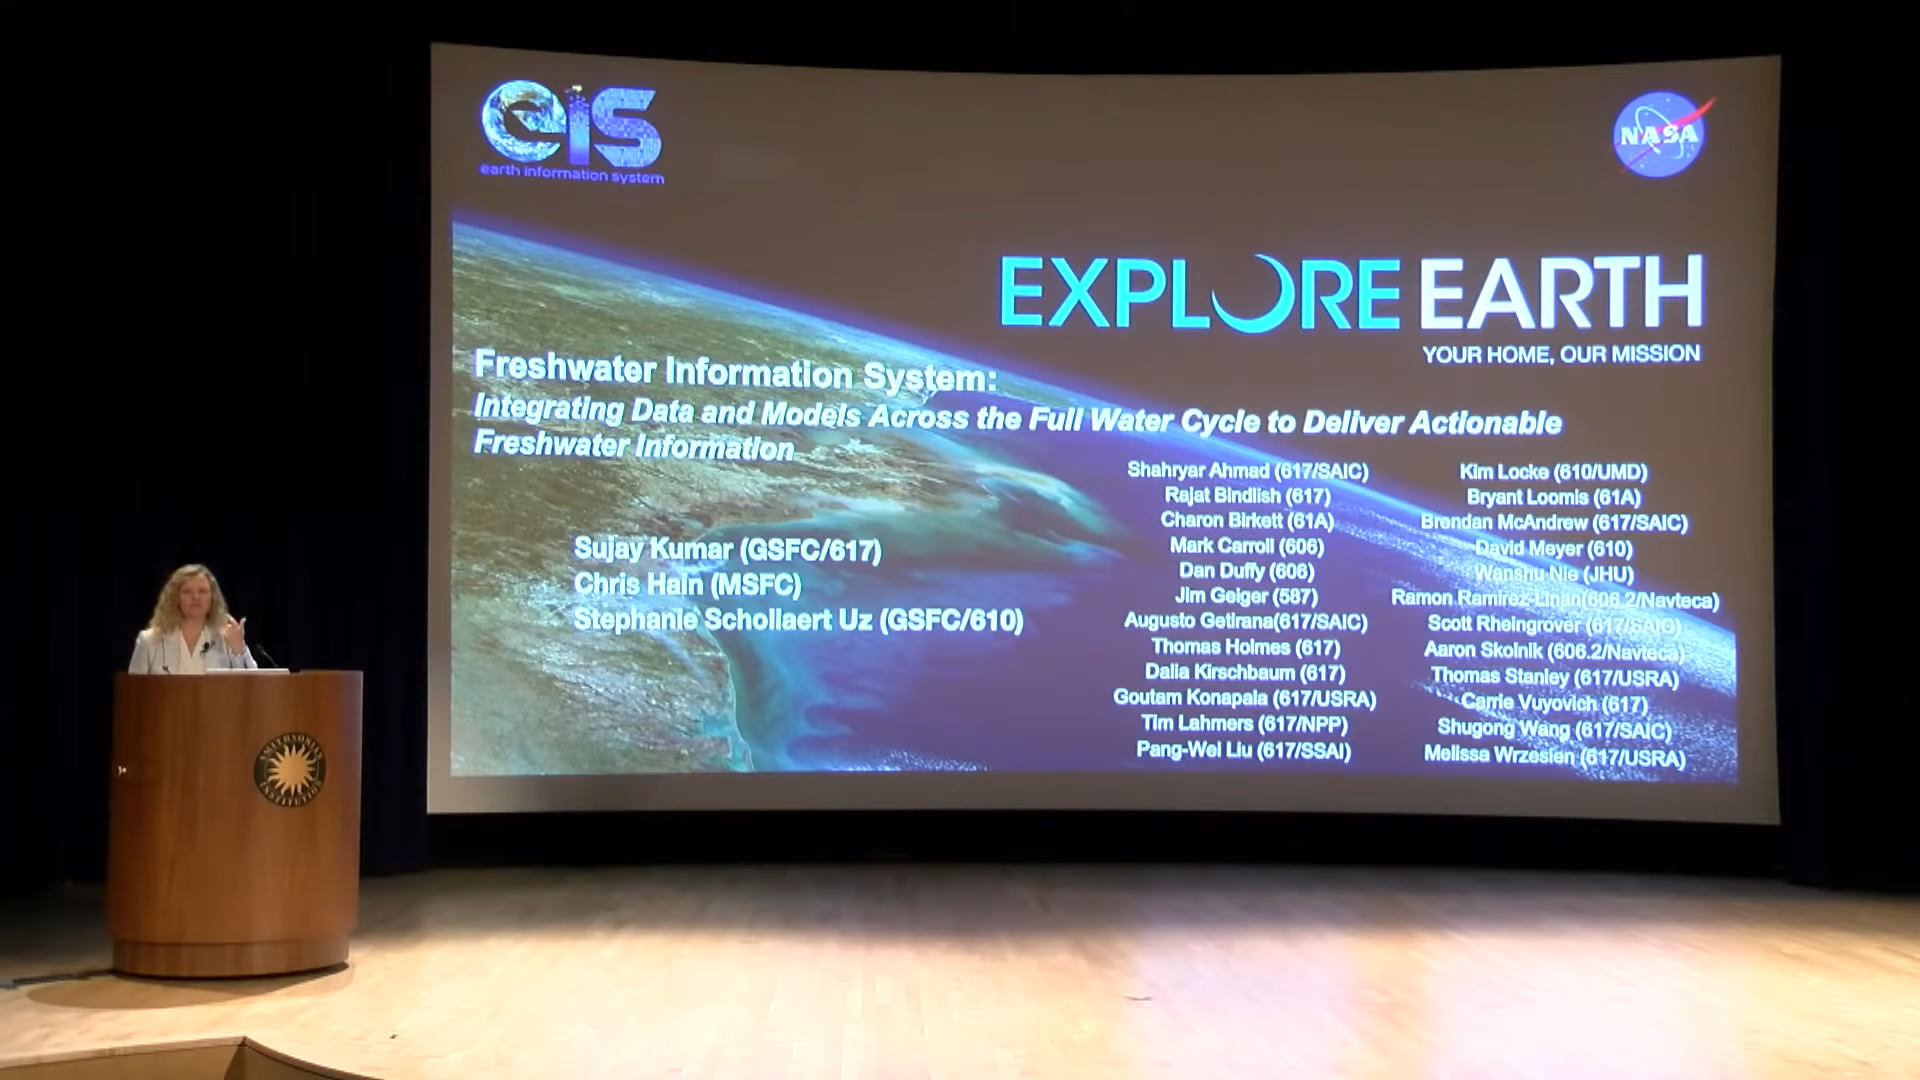 eis
earth information system
NASA
EXPLORE EARTH
YOUR HOME, OUR MISSION
Freshwater Information System:
Integrating Data and Models Across the Full Water Cycle to Deliver Actionable
Freshwater Information
Sujay Kumar (GSFC/617)
Chris Hain (MSFC)
Stephanie Schollaert Uz (GSFC/610)
Shahryar Ahmad (617/SAIC)
Rajat Bindlish (617)
Charon Birkett (61A)
Mark Carroll (606)
Dan Duffy (606)
Jim Geiger (587)
Augusto Getirana(617/SAIC)
Thomas Holmes (617)
Dalia Kirschbaum (617)
Goutam Konapala (617/USRA)
Tim Lahmers (617/NPP)
Pang-Wei Liu (617/SSAI)
Kim Locke (610/UMD)
Bryant Loomis (61A)
Brendan McAndrew (617/SAIC)
David Meyer (610)
Wanshu Nie (JHU)
Ramon Ramirez-Linan(606.2/Navteca)
Scott Rheingrover (617/SAIC)
Aaron Skolnik (606.2/Navteca)
Thomas Stanley (617/USRA)
Carrie Vuyovich (617)
Shugong Wang (617/SAIC)
Melissa Wrzesien (617/USRA)
SMITHSONIAN
INSTITUTION